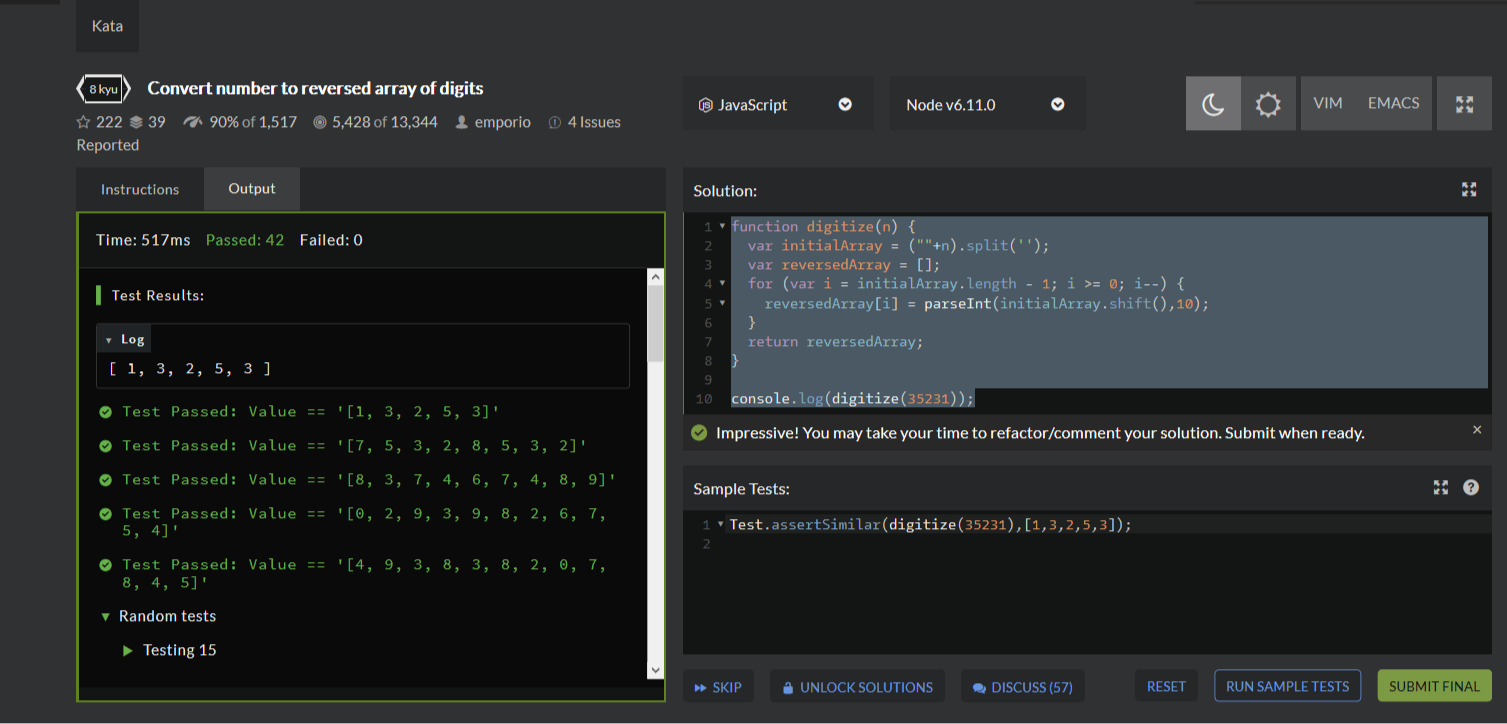 Kata
8 kyu Convert number to reversed array of digits
222 39 90% of 1,517 5,428 of 13,344 emporio 4 Issues
Reported
JavaScript Node v6.11.0 VIM EMACS
Instructions Output
Time: 517ms Passed: 42 Failed: 0
Test Results:
Log
[ 1, 3, 2, 5, 3 ]
Test Passed: Value == '[1, 3, 2, 5, 3]'
Test Passed: Value == '[7, 5, 3, 2, 8, 5, 3, 2]'
Test Passed: Value == '[8, 3, 7, 4, 6, 7, 4, 8, 9]'
Test Passed: Value == '[0, 2, 9, 3, 9, 8, 2, 6, 7,
5, 4]'
Test Passed: Value == '[4, 9, 3, 8, 3, 8, 2, 0, 7,
8, 4, 5]'
Random tests
Testing 15
Solution:
1 function digitize(n) {
2 var initialArray = (""+n).split('');
3 var reversedArray = [];
4 for (var i = initialArray.length - 1; i >= 0; i--) {
5 reversedArray[i] = parseInt(initialArray.shift(),10);
6 }
7 return reversedArray;
8 }
9
10 console.log(digitize(35231));
Impressive! You may take your time to refactor/comment your solution. Submit when ready. ×
Sample Tests: ?
1 Test.assertSimilar(digitize(35231),[1,3,2,5,3]);
2
SKIP UNLOCK SOLUTIONS DISCUSS (57) RESET RUN SAMPLE TESTS SUBMIT FINAL